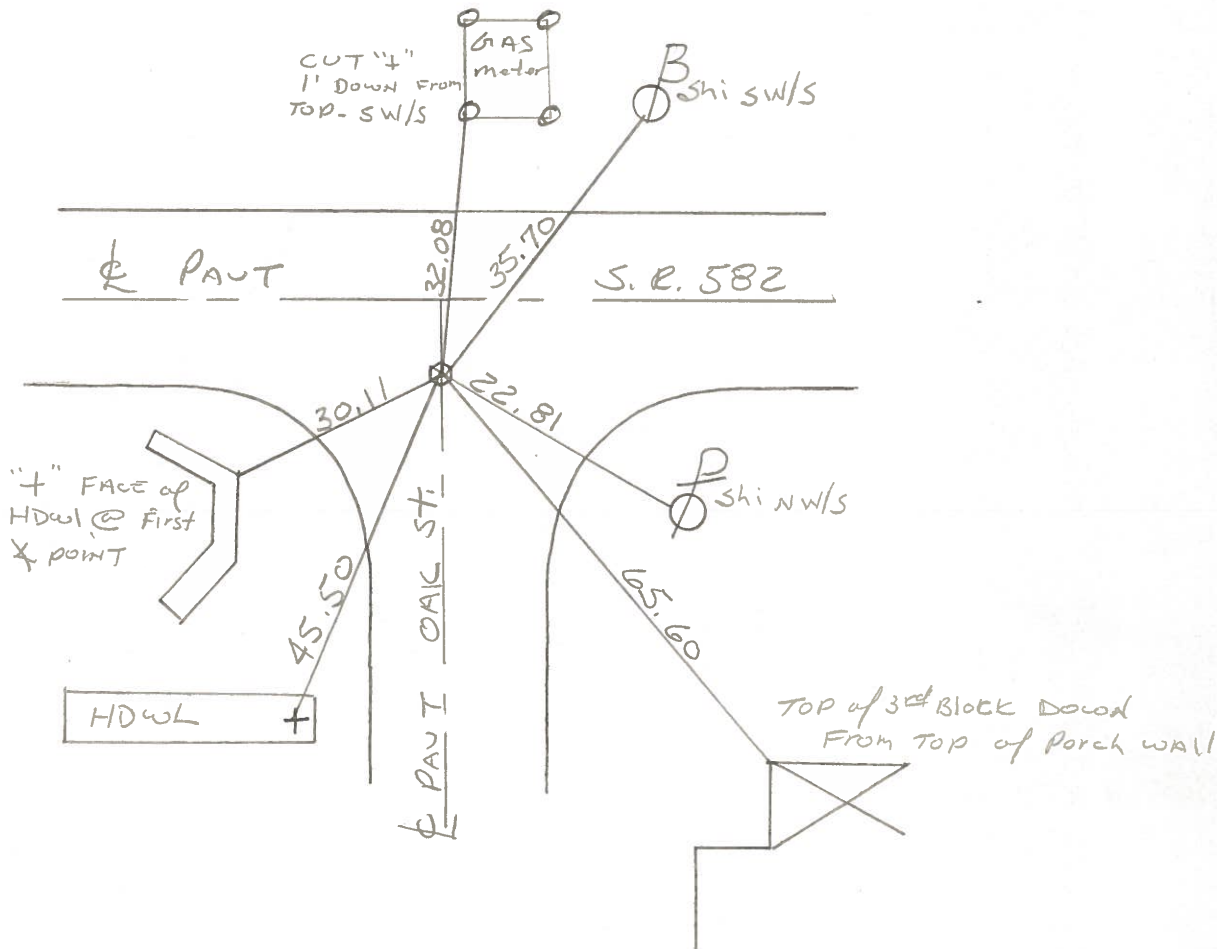 GAS
meter
CUT "+"
1' DOWN From
TOP - SW/S
B
Shi SW/S
32.08
35.70
℄ PAVT
S.R. 582
30.11
22.81
"+" FACE of
HDwl @ First
∡ POINT
P
Shi NW/S
45.50
℄ PAVT OAK St.
65.60
HDWL
+
TOP of 3rd Block DOWN
From TOP of Porch WALL